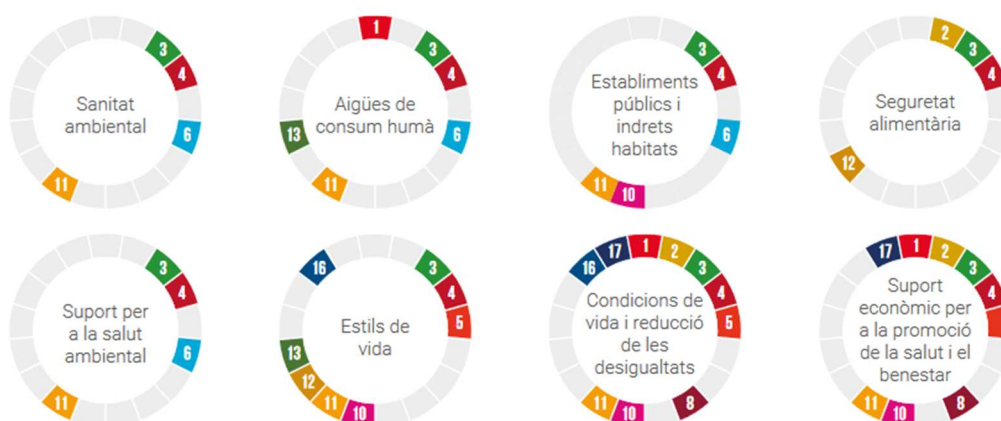 3
4
6
11
Sanitat
ambiental
1
3
4
6
11
13
Aigües de
consum humà
3
4
6
10
11
Establiments
públics i
indrets
habitats
2
3
4
12
Seguretat
alimentària
3
4
6
11
Suport per
a la salut
ambiental
16
3
4
5
10
11
12
13
Estils de
vida
16
17
1
2
3
4
5
8
10
11
Condicions de
vida i reducció
de les
desigualtats
17
1
2
3
4
8
10
11
Suport
econòmic per
a la promoció
de la salut i el
benestar